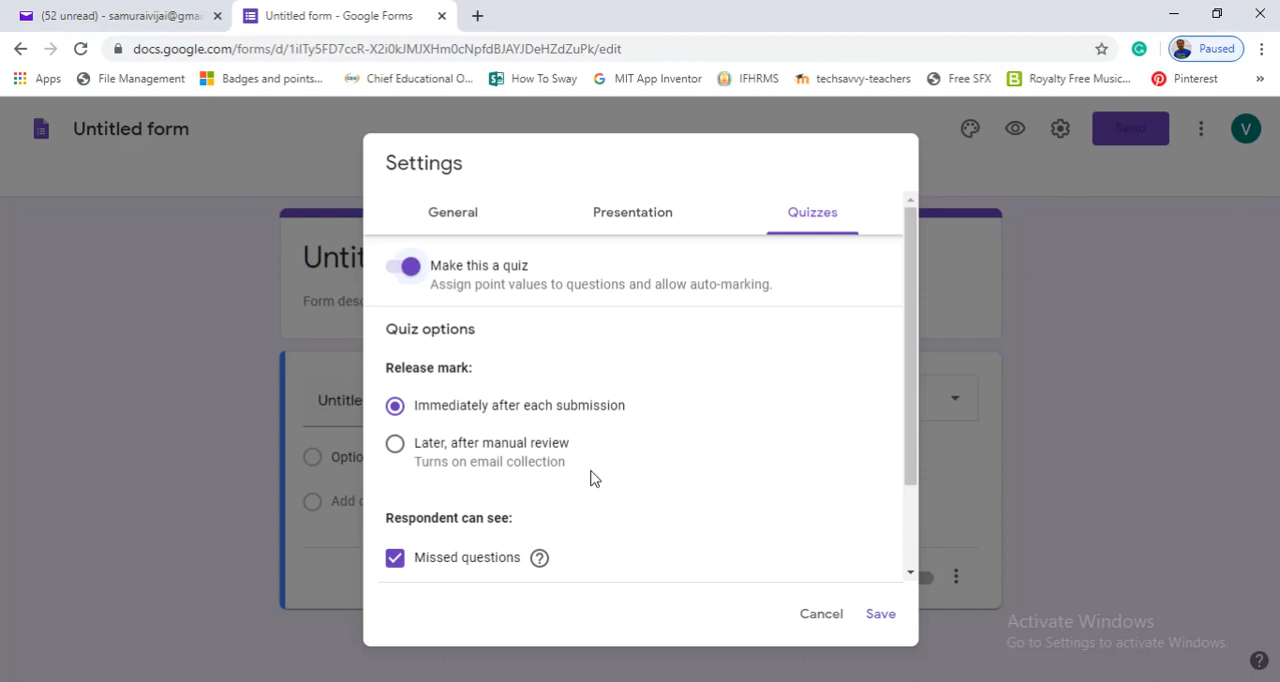 (52 unread) - samuraivijai@gma
Untitled form - Google Forms
docs.google.com/forms/d/1iITy5FD7ccR-X2i0kJMJXHm0cNpfdBJAYJDeHZdZuPk/edit
Paused
Apps
File Management
Badges and points...
Chief Educational O...
How To Sway
MIT App Inventor
IFHRMS
techsavvy-teachers
Free SFX
Royalty Free Music...
Pinterest
»
Untitled form
Send
V
Settings
General
Presentation
Quizzes
Make this a quiz
Assign point values to questions and allow auto-marking.
Untit
Form desc
Quiz options
Release mark:
Immediately after each submission
Untitle
Later, after manual review
Turns on email collection
Optio
Add o
Respondent can see:
Missed questions ?
Cancel
Save
Activate Windows
Go to Settings to activate Windows.
?